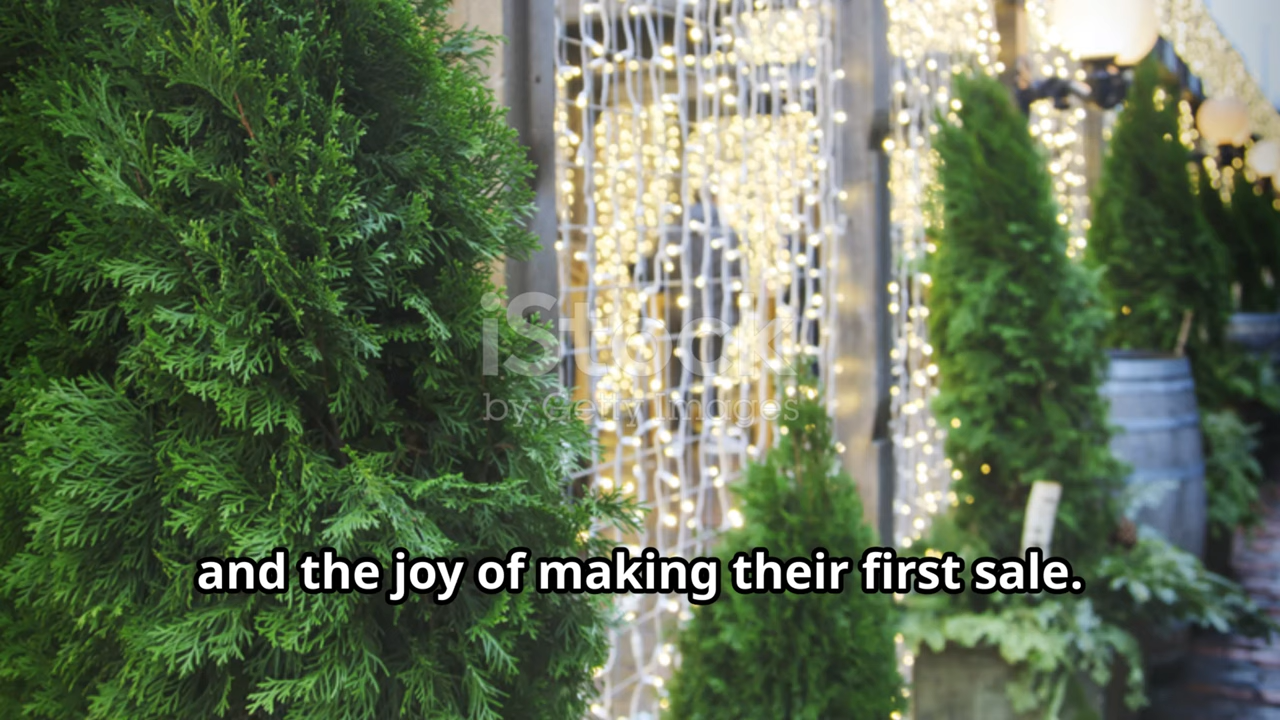 iStock
by Getty Images
and the joy of making their first sale.